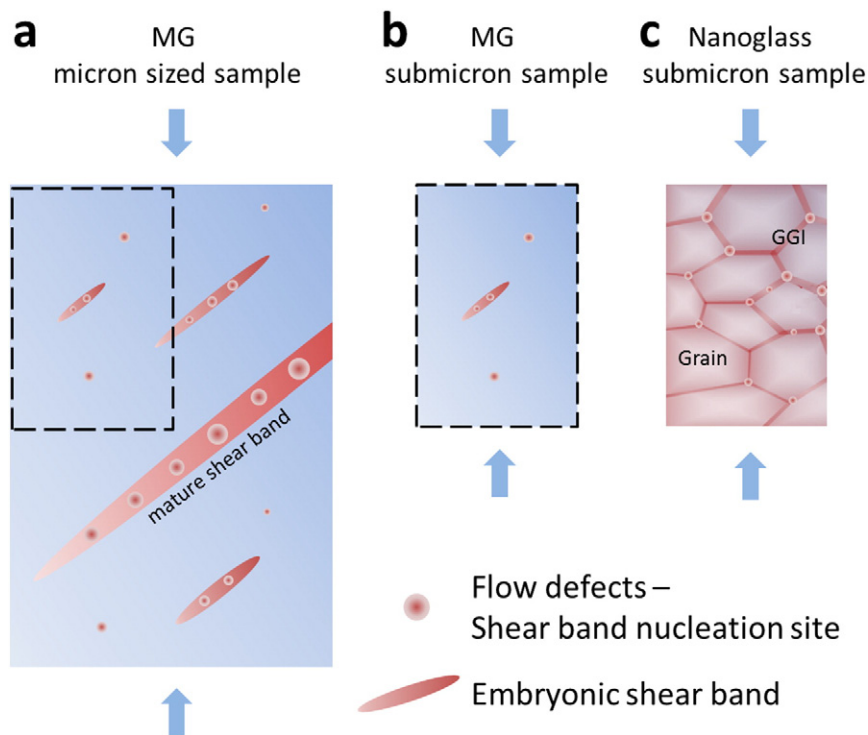 a
MG
micron sized sample
b
MG
submicron sample
c
Nanoglass
submicron sample
mature shear band
GGI
Grain
Flow defects –
Shear band nucleation site
Embryonic shear band